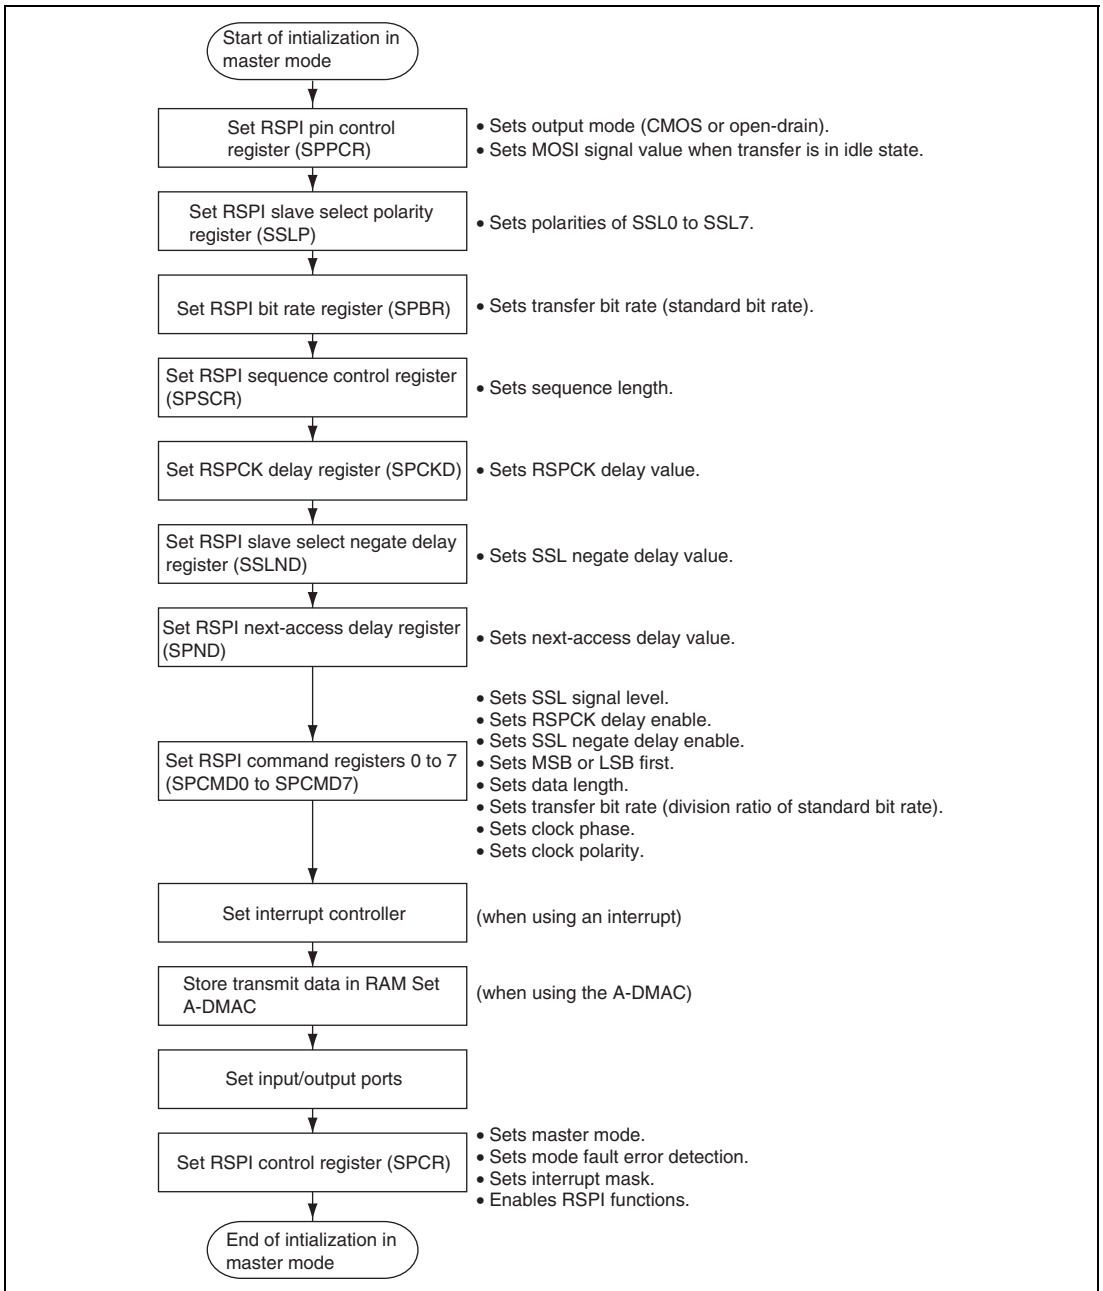 Start of intialization in
master mode
Set RSPI pin control
register (SPPCR)
• Sets output mode (CMOS or open-drain).
• Sets MOSI signal value when transfer is in idle state.
Set RSPI slave select polarity
register (SSLP)
• Sets polarities of SSL0 to SSL7.
Set RSPI bit rate register (SPBR)
• Sets transfer bit rate (standard bit rate).
Set RSPI sequence control register
(SPSCR)
• Sets sequence length.
Set RSPCK delay register (SPCKD)
• Sets RSPCK delay value.
Set RSPI slave select negate delay
register (SSLND)
• Sets SSL negate delay value.
Set RSPI next-access delay register
(SPND)
• Sets next-access delay value.
Set RSPI command registers 0 to 7
(SPCMD0 to SPCMD7)
• Sets SSL signal level.
• Sets RSPCK delay enable.
• Sets SSL negate delay enable.
• Sets MSB or LSB first.
• Sets data length.
• Sets transfer bit rate (division ratio of standard bit rate).
• Sets clock phase.
• Sets clock polarity.
Set interrupt controller
(when using an interrupt)
Store transmit data in RAM Set
A-DMAC
(when using the A-DMAC)
Set input/output ports
Set RSPI control register (SPCR)
• Sets master mode.
• Sets mode fault error detection.
• Sets interrupt mask.
• Enables RSPI functions.
End of intialization in
master mode